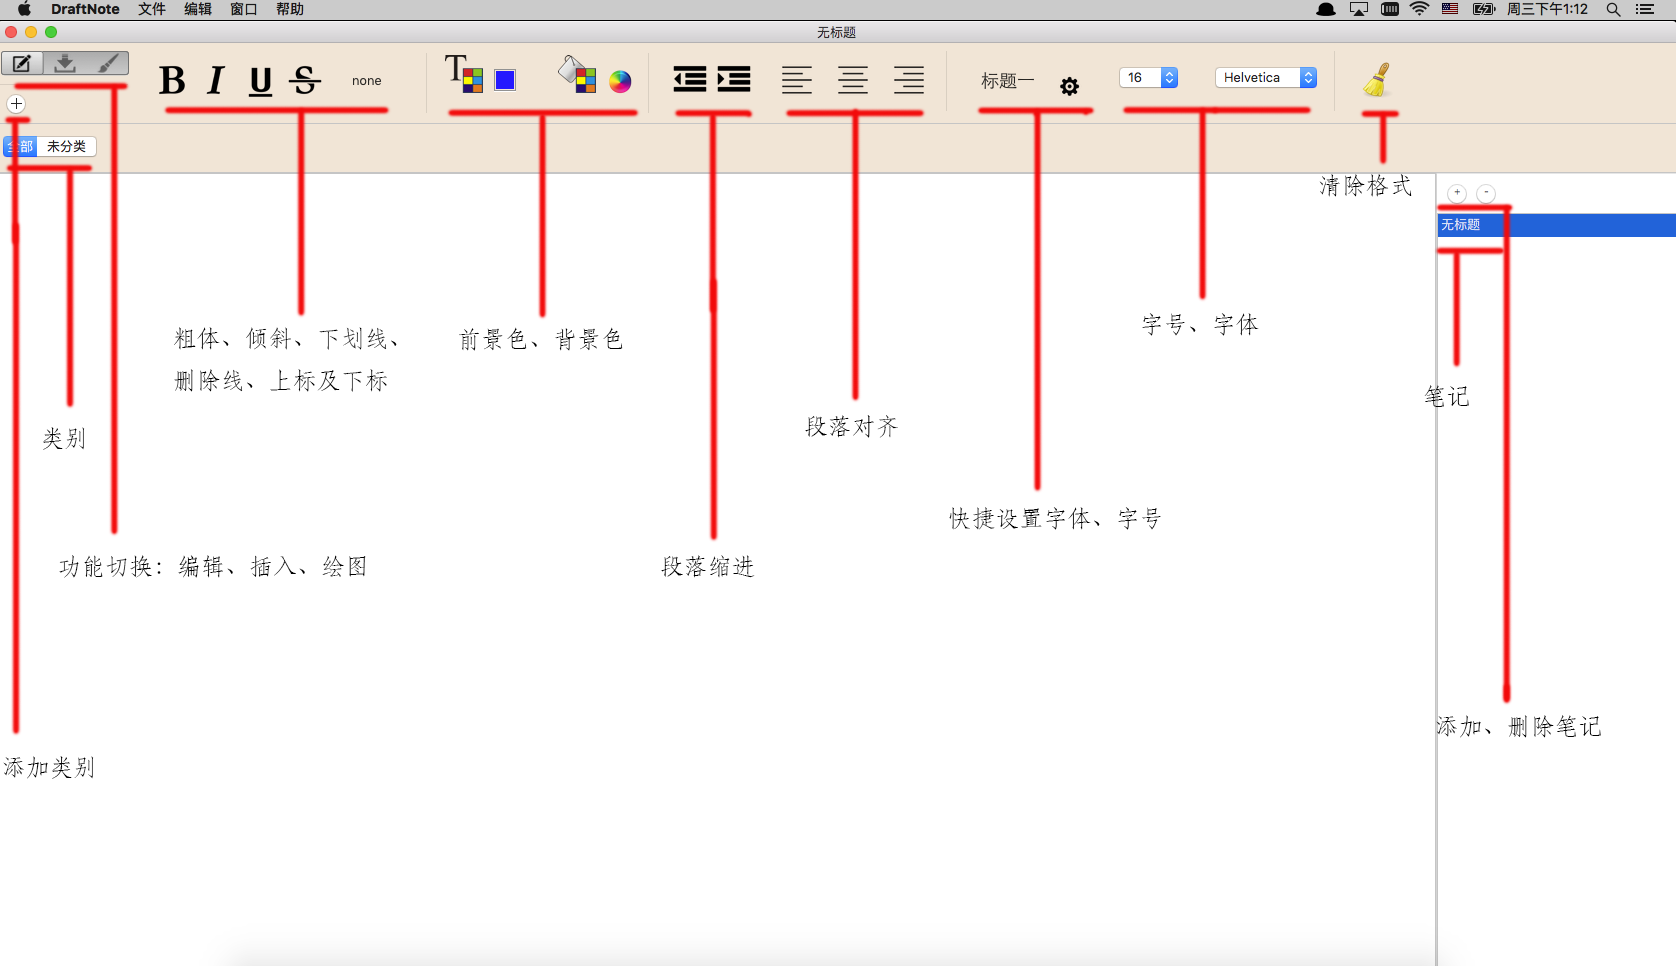 DraftNote 文件 编辑 窗口 帮助 周三下午1:12
无标题
B I U S none T 标题一 16 Helvetica
全部 未分类
清除格式
无标题
粗体、倾斜、下划线、
删除线、上标及下标
前景色、背景色
字号、字体
笔记
类别
段落对齐
快捷设置字体、字号
功能切换：编辑、插入、绘图
段落缩进
添加、删除笔记
添加类别